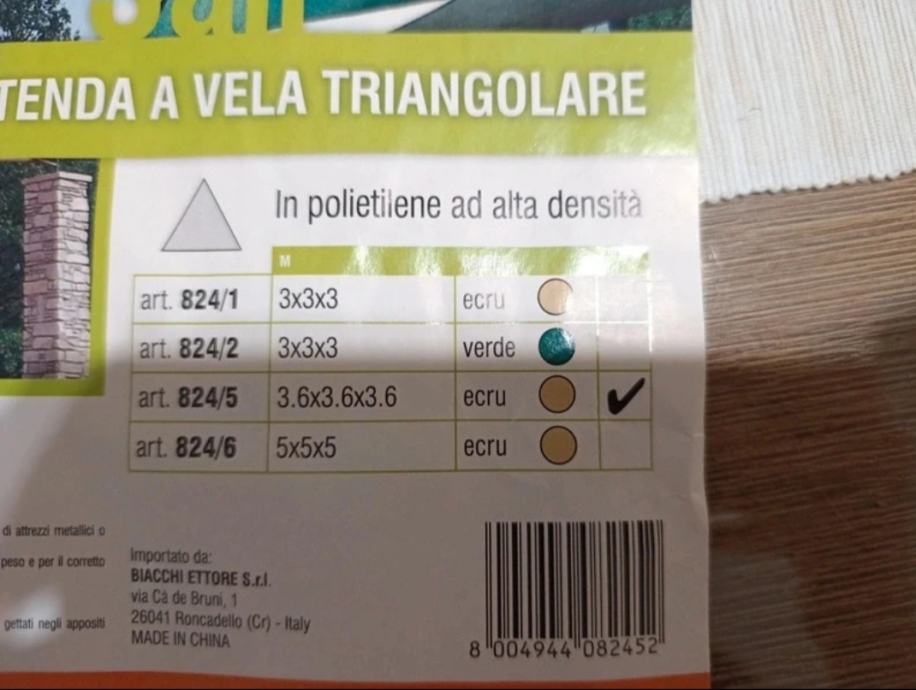 Sail
TENDA A VELA TRIANGOLARE
In polietilene ad alta densità
M
art. 824/1 3x3x3 ecru
art. 824/2 3x3x3 verde
art. 824/5 3.6x3.6x3.6 ecru ✔
art. 824/6 5x5x5 ecru
di attrezzi metallici o
peso e per il corretto
gettati negli appositi
Importato da:
BIACCHI ETTORE S.r.l.
via Cà de Bruni, 1
26041 Roncadello (Cr) - Italy
MADE IN CHINA
8 004944 082452